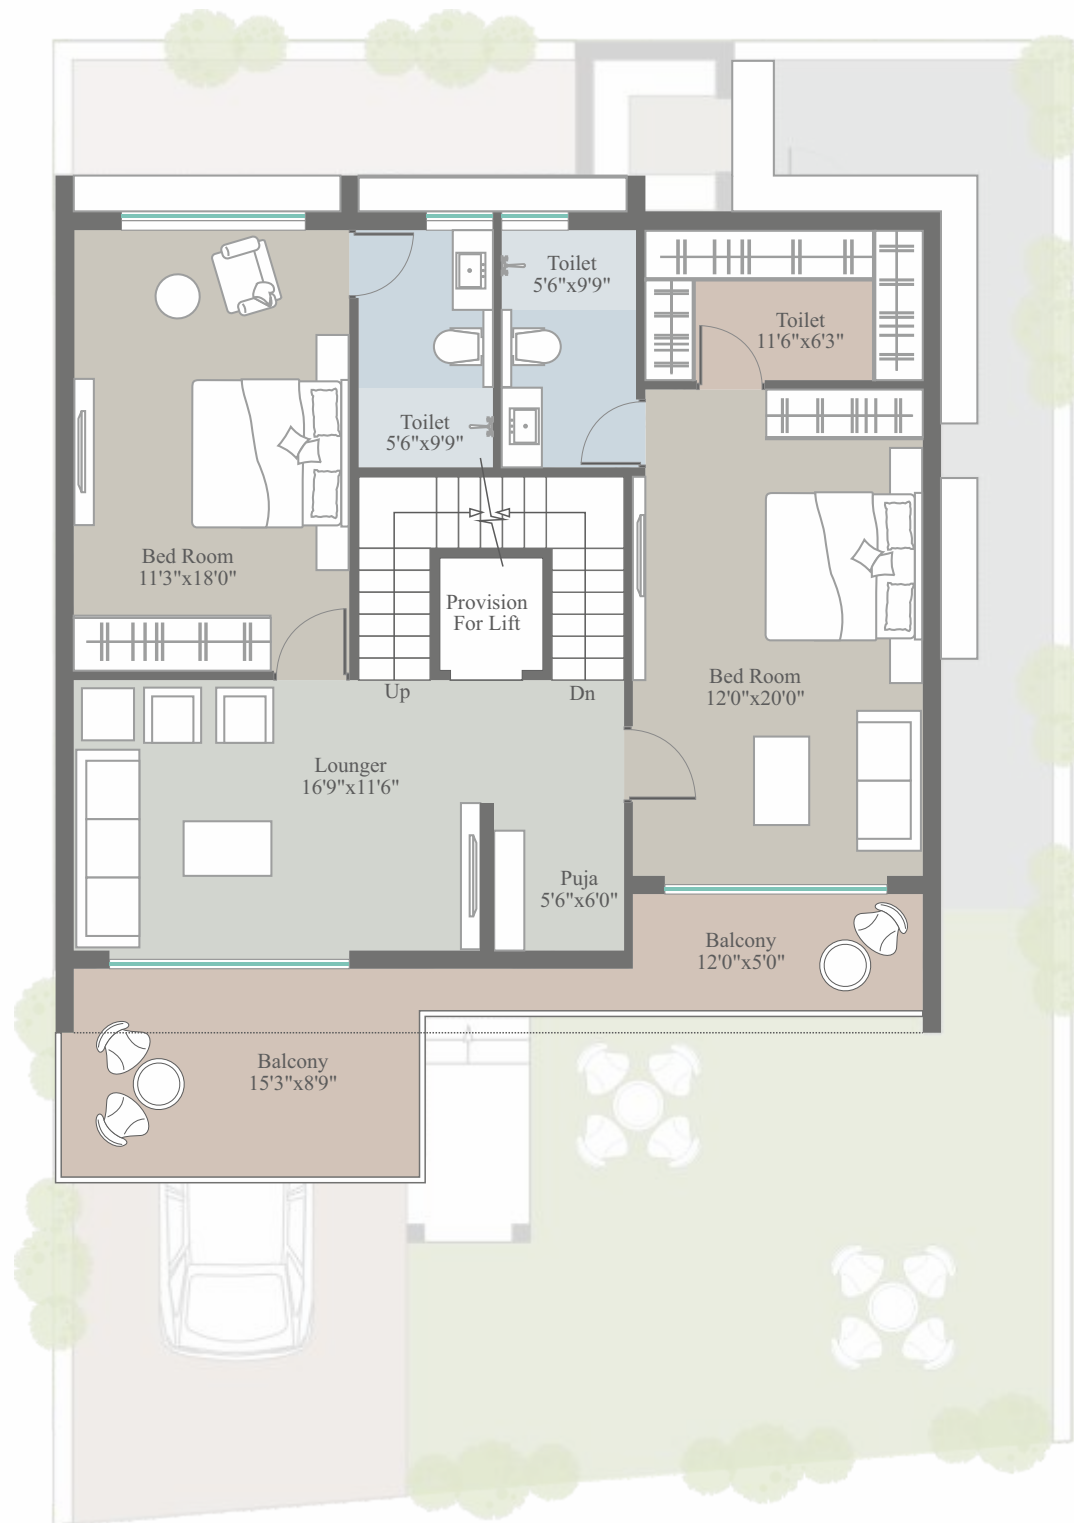 Toilet
5'6"x9'9"
Toilet
11'6"x6'3"
Toilet
5'6"x9'9"
Bed Room
11'3"x18'0"
Provision
For Lift
Up
Dn
Bed Room
12'0"x20'0"
Lounger
16'9"x11'6"
Puja
5'6"x6'0"
Balcony
12'0"x5'0"
Balcony
15'3"x8'9"